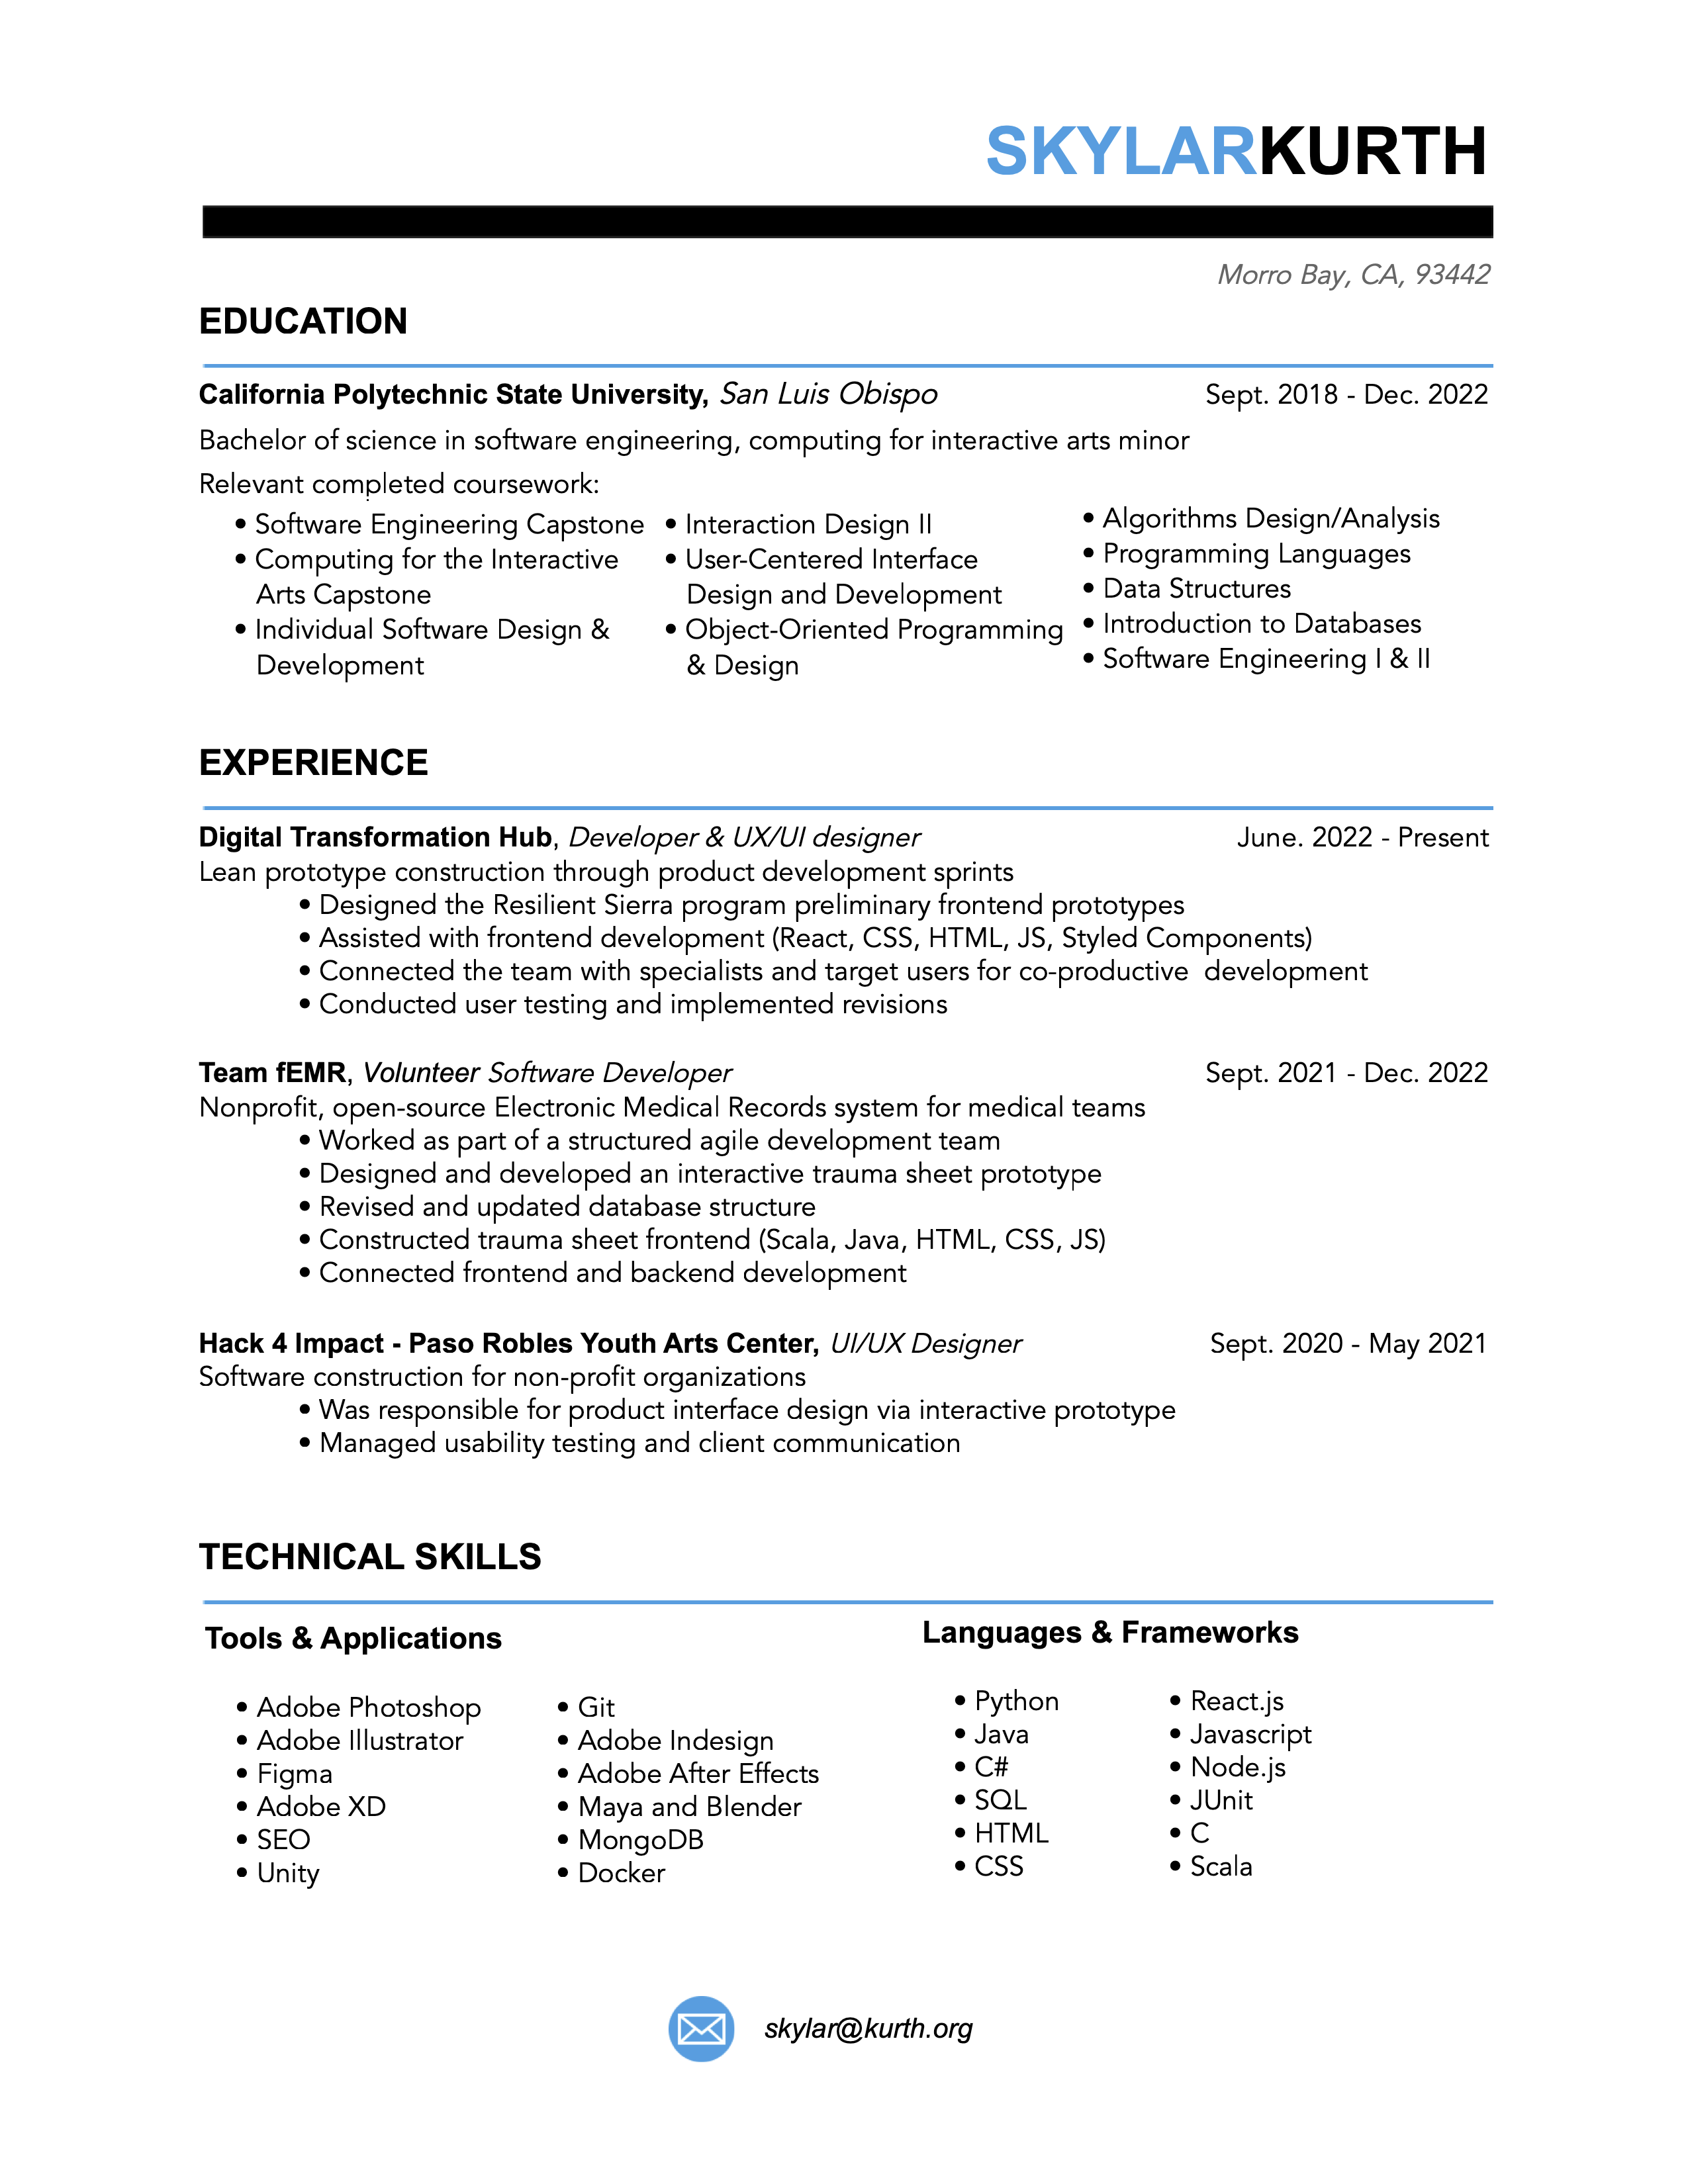 SKYLARKURTH
Morro Bay, CA, 93442
EDUCATION
California Polytechnic State University, San Luis Obispo Sept. 2018 - Dec. 2022
Bachelor of science in software engineering, computing for interactive arts minor
Relevant completed coursework:
• Software Engineering Capstone
• Computing for the Interactive
Arts Capstone
• Individual Software Design &
Development
• Interaction Design II
• User-Centered Interface
Design and Development
• Object-Oriented Programming
& Design
• Algorithms Design/Analysis
• Programming Languages
• Data Structures
• Introduction to Databases
• Software Engineering I & II
EXPERIENCE
Digital Transformation Hub, Developer & UX/UI designer June. 2022 - Present
Lean prototype construction through product development sprints
• Designed the Resilient Sierra program preliminary frontend prototypes
• Assisted with frontend development (React, CSS, HTML, JS, Styled Components)
• Connected the team with specialists and target users for co-productive  development
• Conducted user testing and implemented revisions
Team fEMR, Volunteer Software Developer Sept. 2021 - Dec. 2022
Nonprofit, open-source Electronic Medical Records system for medical teams
• Worked as part of a structured agile development team
• Designed and developed an interactive trauma sheet prototype
• Revised and updated database structure
• Constructed trauma sheet frontend (Scala, Java, HTML, CSS, JS)
• Connected frontend and backend development
Hack 4 Impact - Paso Robles Youth Arts Center, UI/UX Designer Sept. 2020 - May 2021
Software construction for non-profit organizations
• Was responsible for product interface design via interactive prototype
• Managed usability testing and client communication
TECHNICAL SKILLS
Tools & Applications
• Adobe Photoshop
• Adobe Illustrator
• Figma
• Adobe XD
• SEO
• Unity
• Git
• Adobe Indesign
• Adobe After Effects
• Maya and Blender
• MongoDB
• Docker
Languages & Frameworks
• Python
• Java
• C#
• SQL
• HTML
• CSS
• React.js
• Javascript
• Node.js
• JUnit
• C
• Scala
skylar@kurth.org